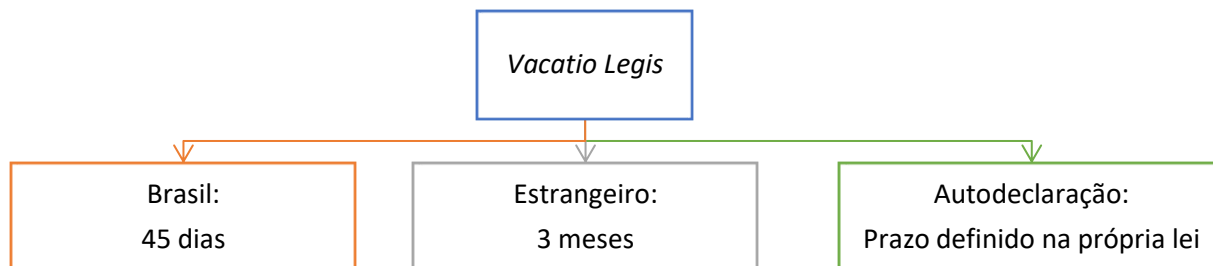 Vacatio Legis
Brasil:
45 dias
Estrangeiro:
3 meses
Autodeclaração:
Prazo definido na própria lei